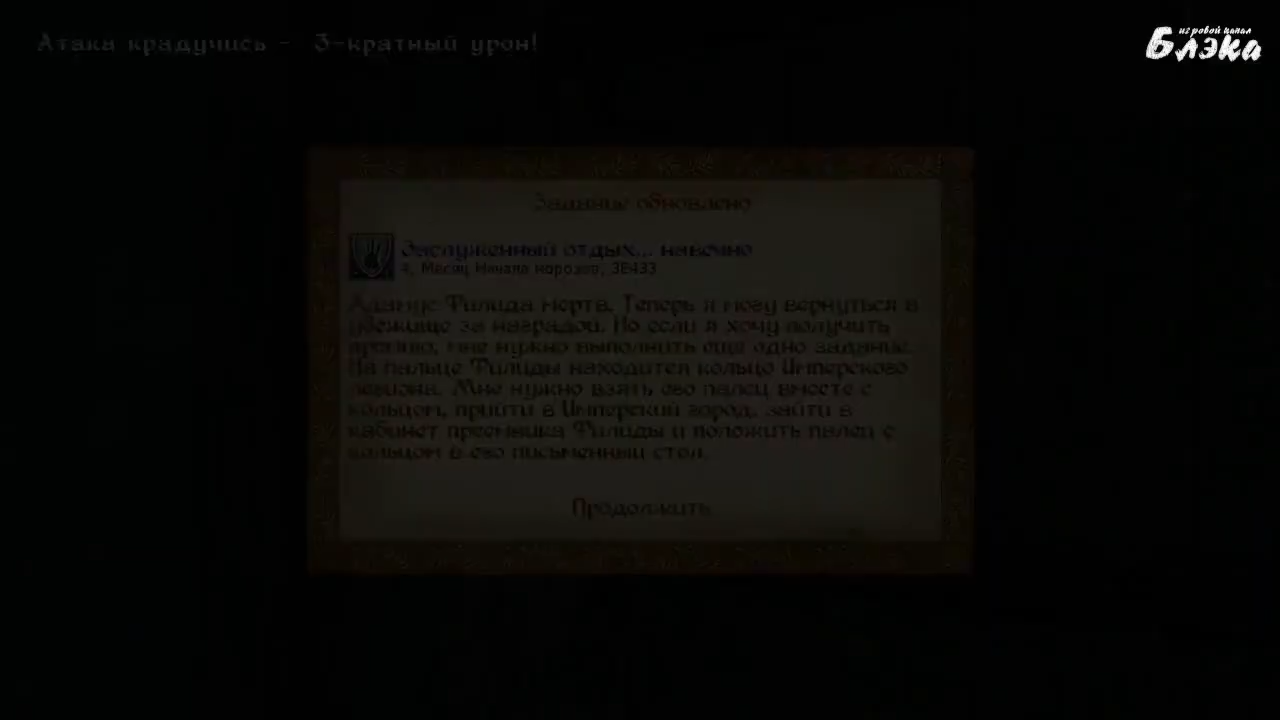 Атака крадучись - 3-кратный урон!
игровой канал
Блэка
Задание обновлено
Заслуженный отдых... навечно
4, Месяц Начала морозов, 3E433
Адамус Филида мертв. Теперь я могу вернуться в
убежище за наградой. Но если я хочу получить
премию, мне нужно выполнить еще одно задание.
На пальце Филиды находится кольцо Имперского
легиона. Мне нужно взять его палец вместе с
кольцом, прийти в Имперский город, зайти в
кабинет преемника Филиды и положить палец с
кольцом в его письменный стол.
Продолжить